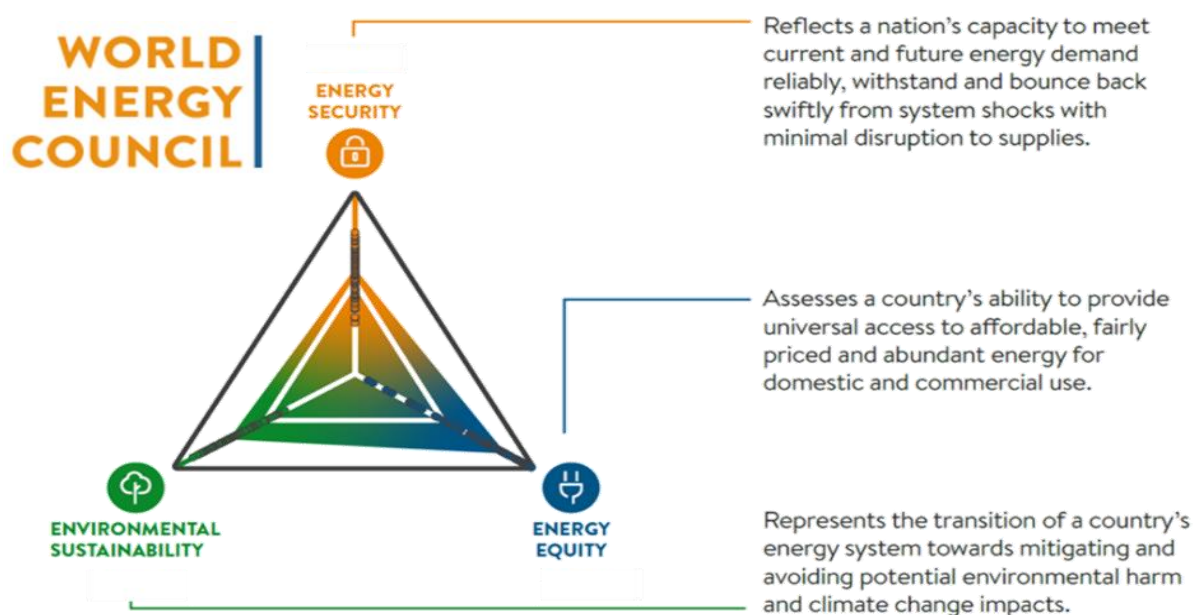 WORLD
ENERGY
COUNCIL
ENERGY
SECURITY
Reflects a nation's capacity to meet
current and future energy demand
reliably, withstand and bounce back
swiftly from system shocks with
minimal disruption to supplies.
Assesses a country's ability to provide
universal access to affordable, fairly
priced and abundant energy for
domestic and commercial use.
ENVIRONMENTAL
SUSTAINABILITY
ENERGY
EQUITY
Represents the transition of a country's
energy system towards mitigating and
avoiding potential environmental harm
and climate change impacts.